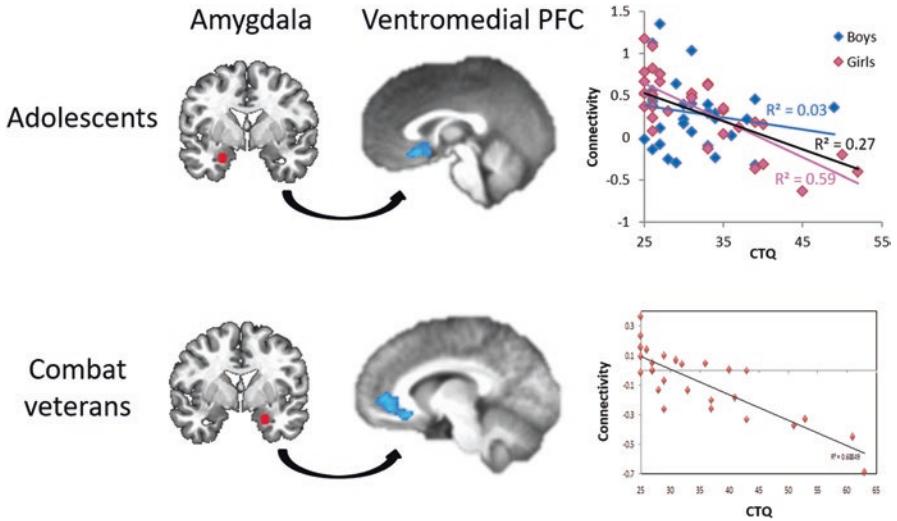 Amygdala
Ventromedial PFC
Adolescents
Connectivity
1.5
1
0.5
0
-0.5
-1
Boys
Girls
R² = 0.03
R² = 0.27
R² = 0.59
25
35
45
55
CTQ
Combat
veterans
Connectivity
0.3
0.1
-0.1
-0.3
-0.5
-0.7
25
30
35
40
45
50
55
60
65
CTQ